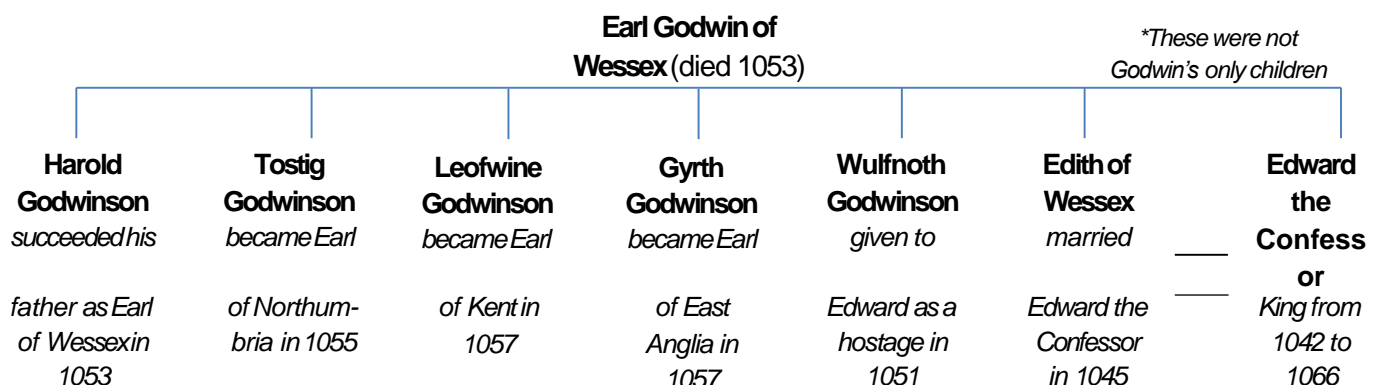 Earl Godwin of
Wessex (died 1053)
*These were not
Godwin's only children
Harold
Godwinson
succeeded his
father as Earl
of Wessex in
1053
Tostig
Godwinson
became Earl
of Northum-
bria in 1055
Leofwine
Godwinson
became Earl
of Kent in
1057
Gyrth
Godwinson
became Earl
of East
Anglia in
1057
Wulfnoth
Godwinson
given to
Edward as a
hostage in
1051
Edith of
Wessex
married
Edward the
Confessor
in 1045
Edward
the
Confess
or
King from
1042 to
1066